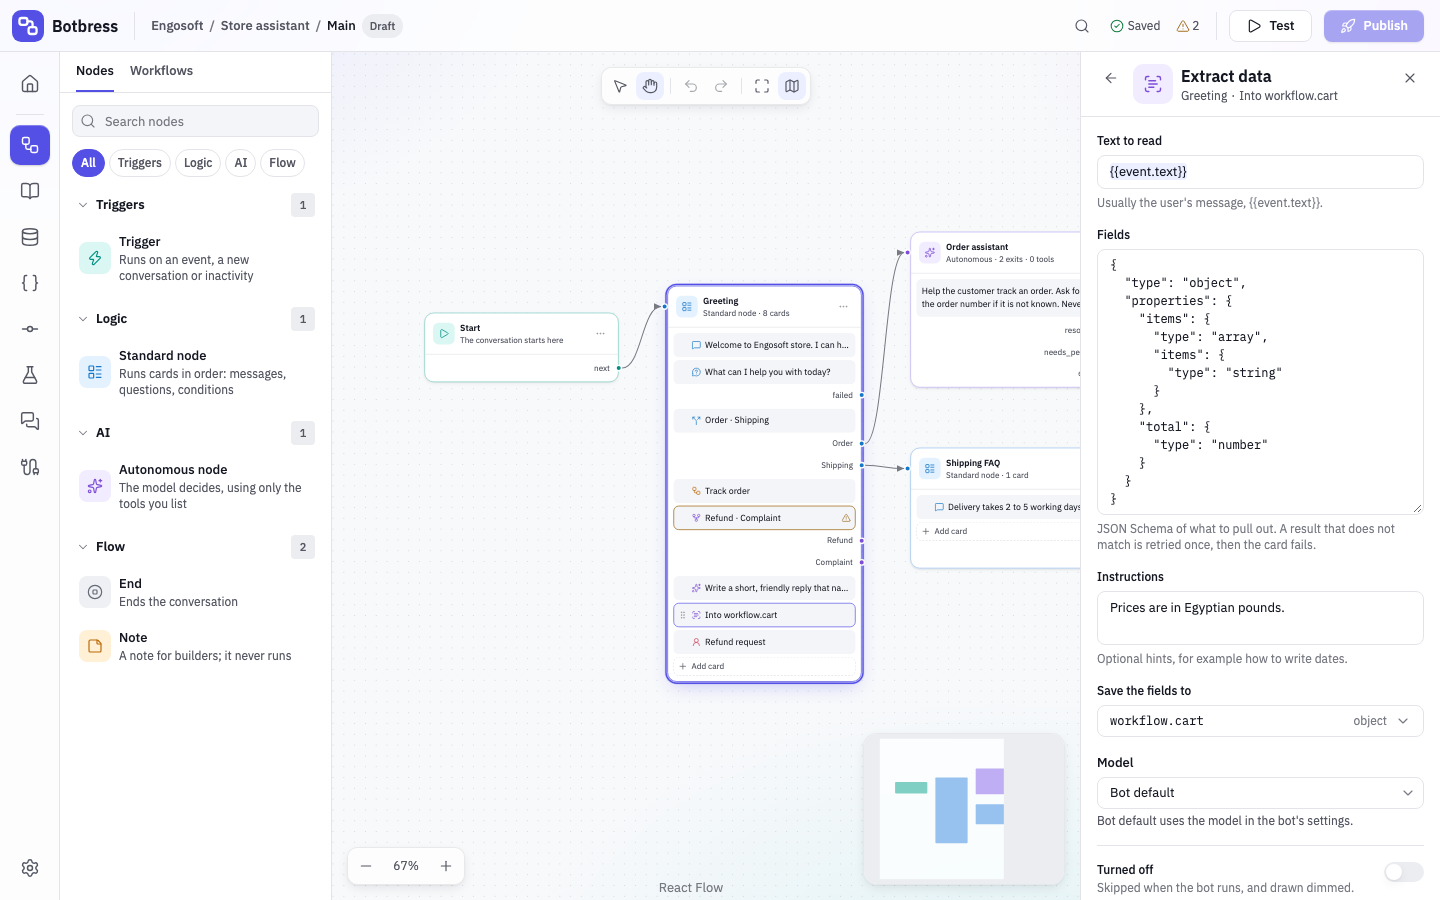 Botbress
Engosoft / Store assistant / Main Draft
Saved
2
Test
Publish
Nodes
Workflows
Search nodes
All
Triggers
Logic
AI
Flow
Triggers
1
Trigger
Runs on an event, a new
conversation or inactivity
Logic
1
Standard node
Runs cards in order: messages,
questions, conditions
AI
1
Autonomous node
The model decides, using only the
tools you list
Flow
2
End
Ends the conversation
Note
A note for builders; it never runs
Start
The conversation starts here
next
Greeting
Standard node · 8 cards
Welcome to Engosoft store. I can h...
What can I help you with today?
failed
Order · Shipping
Order
Shipping
Track order
Refund · Complaint
Refund
Complaint
Write a short, friendly reply that na...
Into workflow.cart
Refund request
Add card
Order assistant
Autonomous · 2 exits · 0 tools
Help the customer track an order. Ask fo
the order number if it is not known. Neve
reso
needs_pe
Shipping FAQ
Standard node · 1 card
Delivery takes 2 to 5 working days
Add card
67%
React Flow
Extract data
Greeting · Into workflow.cart
Text to read
{{event.text}}
Usually the user's message, {{event.text}}.
Fields
{
"type": "object",
"properties": {
"items": {
"type": "array",
"items": {
"type": "string"
}
},
"total": {
"type": "number"
}
}
}
JSON Schema of what to pull out. A result that does not
match is retried once, then the card fails.
Instructions
Prices are in Egyptian pounds.
Optional hints, for example how to write dates.
Save the fields to
workflow.cart
object
Model
Bot default
Bot default uses the model in the bot's settings.
Turned off
Skipped when the bot runs, and drawn dimmed.